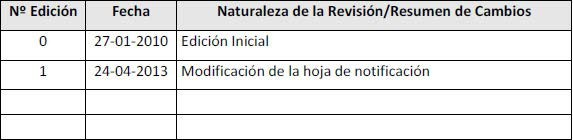 Nº Edición Fecha Naturaleza de la Revisión/Resumen de Cambios
0 27-01-2010 Edición Inicial
1 24-04-2013 Modificación de la hoja de notificación